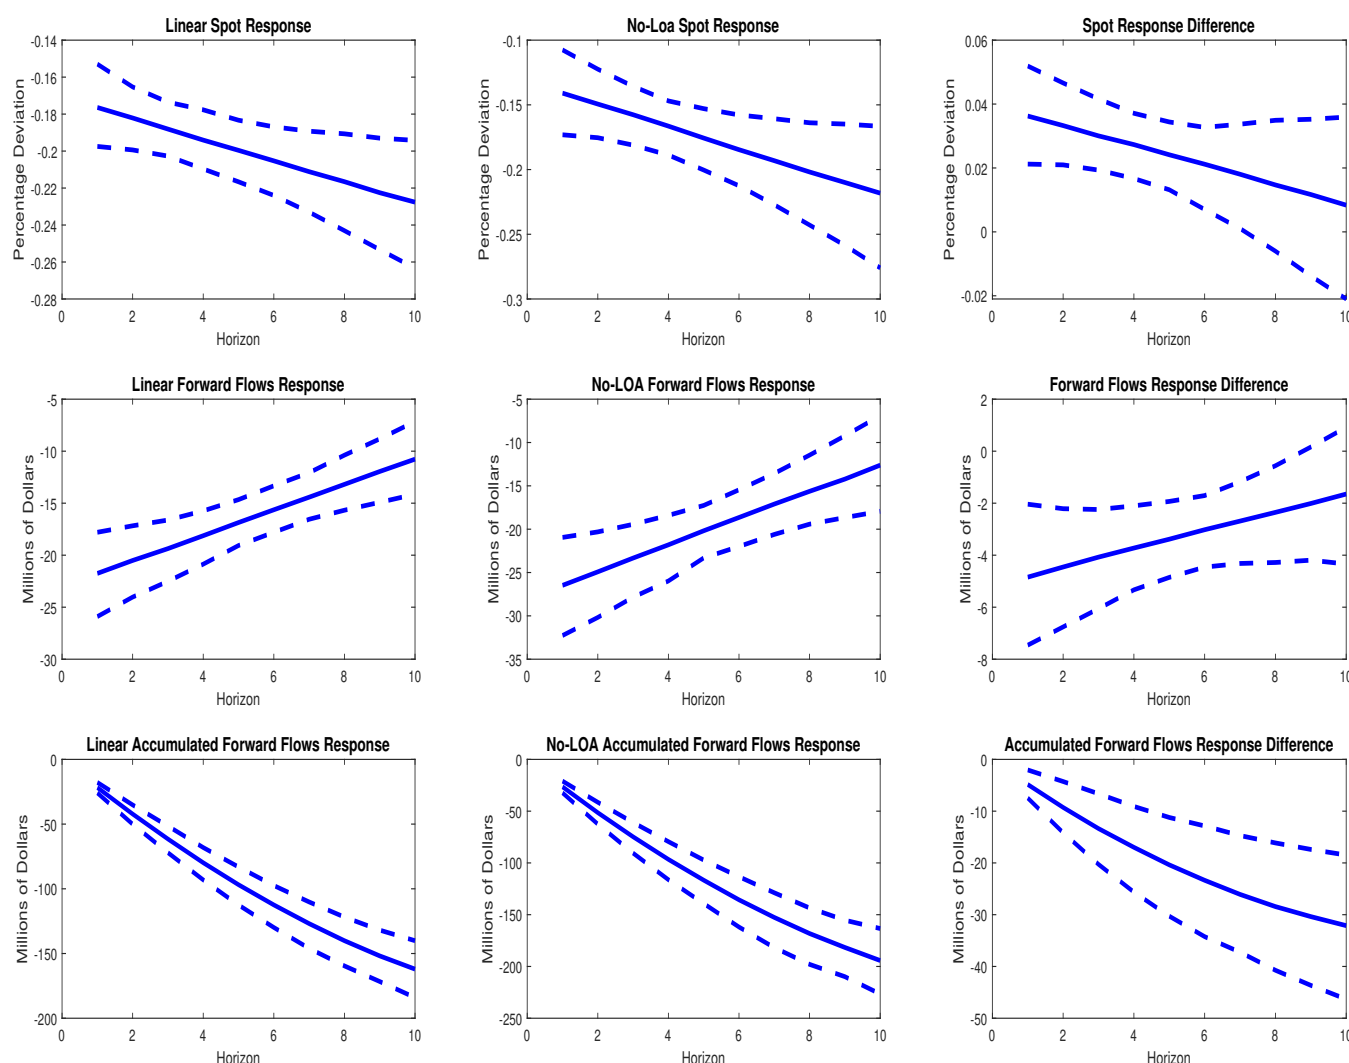 Linear Spot Response
No-Loa Spot Response
Spot Response Difference
Percentage Deviation
-0.14
-0.16
-0.18
-0.2
-0.22
-0.24
-0.26
-0.28
0 2 4 6 8 10
Horizon
Percentage Deviation
-0.1
-0.15
-0.2
-0.25
-0.3
0 2 4 6 8 10
Horizon
Percentage Deviation
0.06
0.04
0.02
0
-0.02
0 2 4 6 8 10
Horizon
Linear Forward Flows Response
No-LOA Forward Flows Response
Forward Flows Response Difference
Millions of Dollars
-5
-10
-15
-20
-25
-30
0 2 4 6 8 10
Horizon
Millions of Dollars
-5
-10
-15
-20
-25
-30
-35
0 2 4 6 8 10
Horizon
Millions of Dollars
2
0
-2
-4
-6
-8
0 2 4 6 8 10
Horizon
Linear Accumulated Forward Flows Response
No-LOA Accumulated Forward Flows Response
Accumulated Forward Flows Response Difference
Millions of Dollars
0
-50
-100
-150
-200
0 2 4 6 8 10
Horizon
Millions of Dollars
0
-50
-100
-150
-200
-250
0 2 4 6 8 10
Horizon
Millions of Dollars
0
-10
-20
-30
-40
-50
0 2 4 6 8 10
Horizon